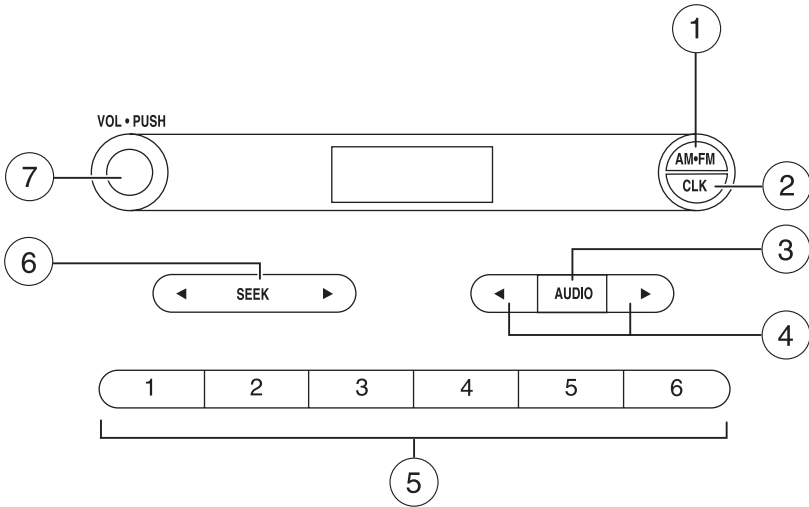 1
VOL • PUSH
AM•FM
7
CLK
2
6
3
◄ SEEK ►
◄ AUDIO ►
4
1 2 3 4 5 6
5